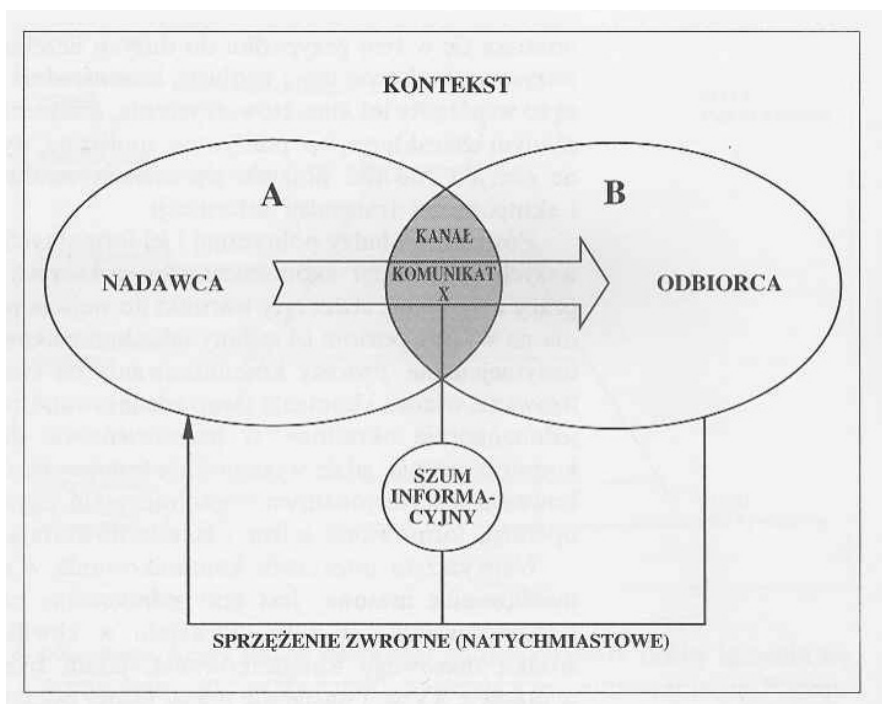 KONTEKST
A
B
KANAŁ
NADAWCA
KOMUNIKAT
X
ODBIORCA
SZUM
INFORMA-
CYJNY
SPRZĘŻENIE ZWROTNE (NATYCHMIASTOWE)